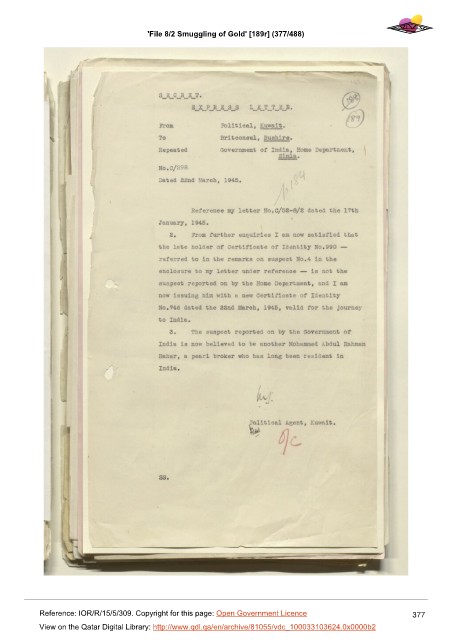 'File 8/2 Smuggling of Gold' [189r] (377/488)
SECRET.
EXPRESS LETTER.
189
From Political, Kuwait.
To Britconsul, Bushire.
Repeated Government of India, Home Department,
Simla.
No.C/298
Dated 22nd March, 1945.
p.184
Reference my letter No.C/52-8/2 dated the 17th
January, 1945.
2. From further enquiries I am now satisfied that
the late holder of Certificate of Identity No.990 —
referred to in the remarks on suspect No.4 in the
enclosure to my letter under reference — is not the
suspect reported on by the Home Department, and I am
now issuing him with a new Certificate of Identity
No.749 dated the 22nd March, 1945, valid for the journey
to India.
3. The suspect reported on by the Government of
India is now believed to be another Mohammed Abdul Rahman
Bahar, a pearl broker who has long been resident in
India.
Political Agent, Kuwait.
O/C
Reference: IOR/R/15/5/309. Copyright for this page: Open Government Licence
377
View on the Qatar Digital Library: http://www.qdl.qa/en/archive/81055/vdc_100033103624.0x0000b2